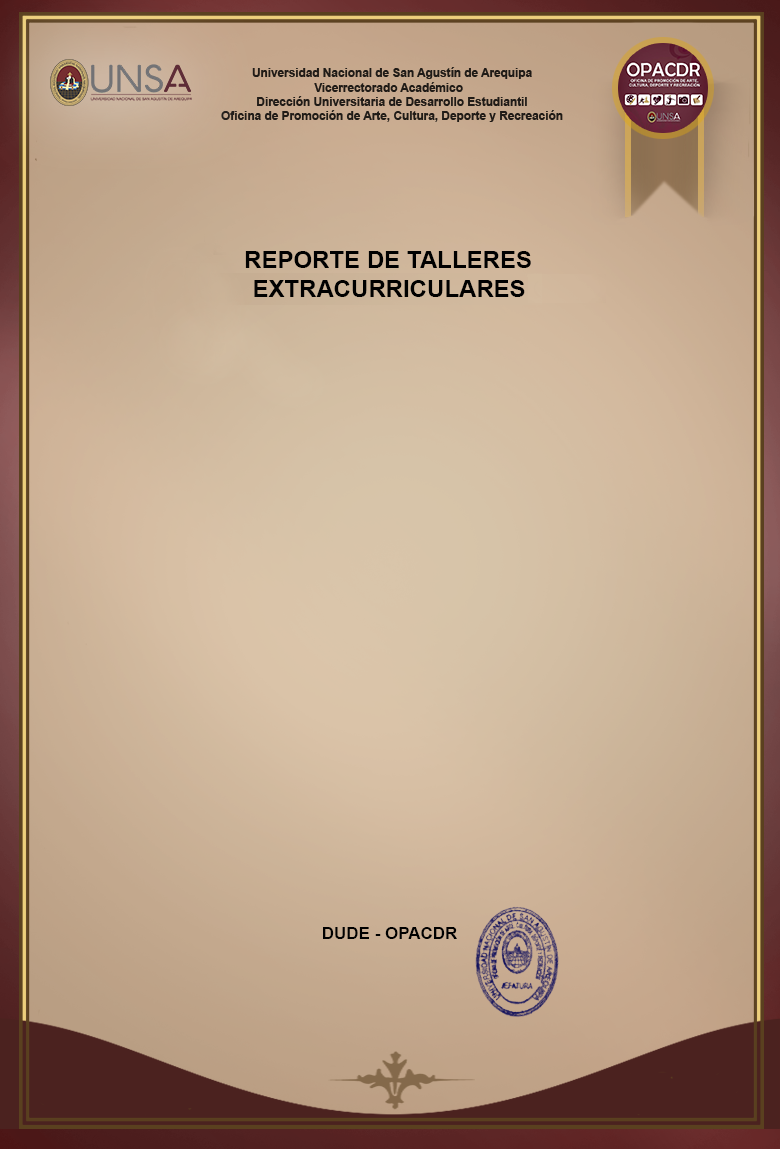 UNSA
UNIVERSIDAD NACIONAL DE SAN AGUSTÍN DE AREQUIPA
Universidad Nacional de San Agustín de Arequipa
Vicerrectorado Académico
Dirección Universitaria de Desarrollo Estudiantil
Oficina de Promoción de Arte, Cultura, Deporte y Recreación
OPACDR
OFICINA DE PROMOCIÓN DE ARTE,
CULTURA, DEPORTE Y RECREACIÓN
UNSA
REPORTE DE TALLERES
EXTRACURRICULARES
DUDE - OPACDR
UNIVERSIDAD NACIONAL DE SAN AGUSTÍN DE AREQUIPA
JEFATURA